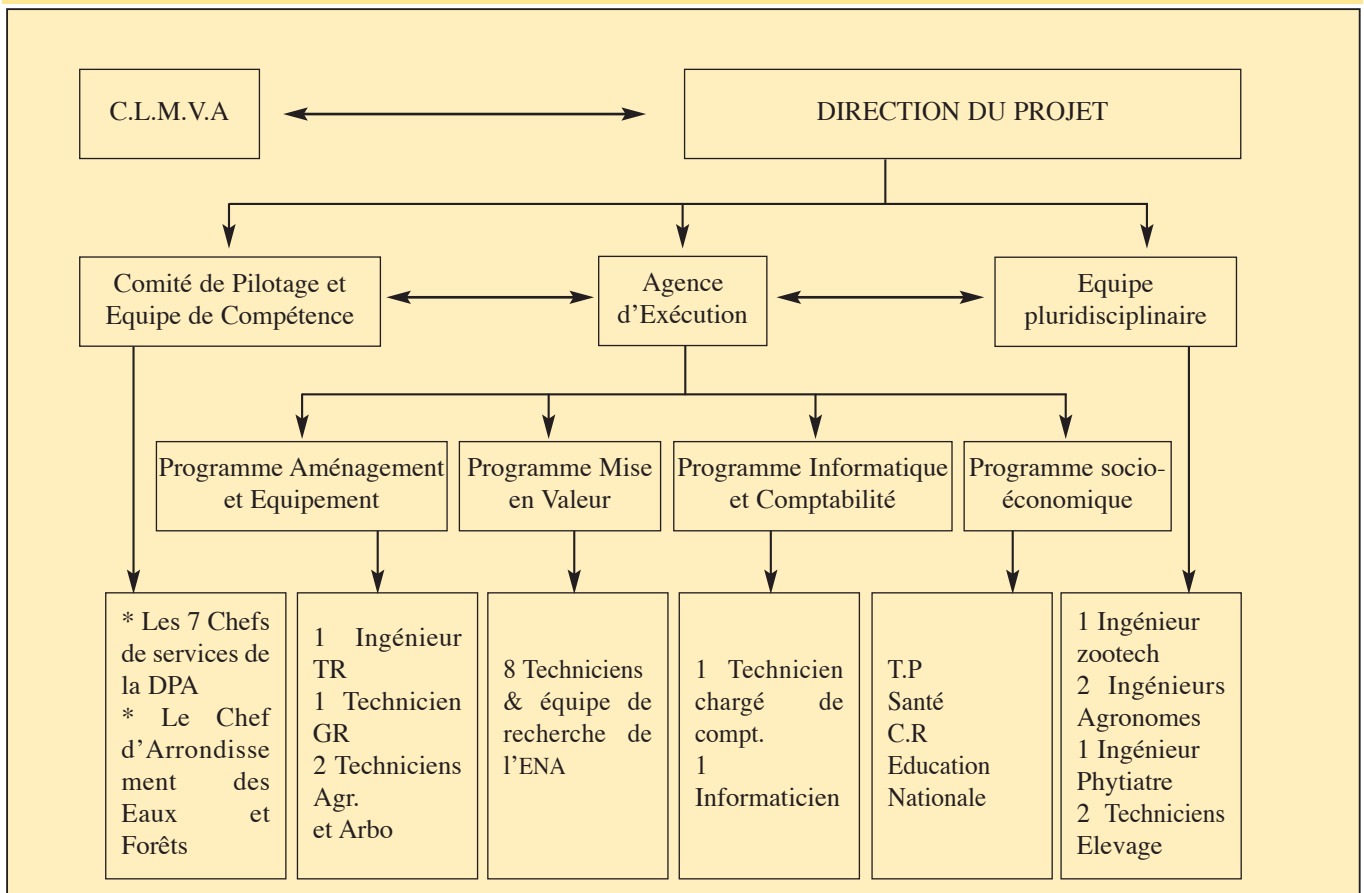 C.L.M.V.A
DIRECTION DU PROJET
Comité de Pilotage et
Equipe de Compétence
Agence
d’Exécution
Equipe
pluridisciplinaire
Programme Aménagement
et Equipement
Programme Mise
en Valeur
Programme Informatique
et Comptabilité
Programme socio-
économique
* Les 7 Chefs
de services de
la DPA
* Le Chef
d’Arrondisse
ment des
Eaux et
Forêts
1 Ingénieur
TR
1 Technicien
GR
2 Techniciens
Agr.
et Arbo
8 Techniciens
& équipe de
recherche de
l’ENA
1 Technicien
chargé de
compt.
1
Informaticien
T.P
Santé
C.R
Education
Nationale
1 Ingénieur
zootech
2 Ingénieurs
Agronomes
1 Ingénieur
Phytiatre
2 Techniciens
Elevage